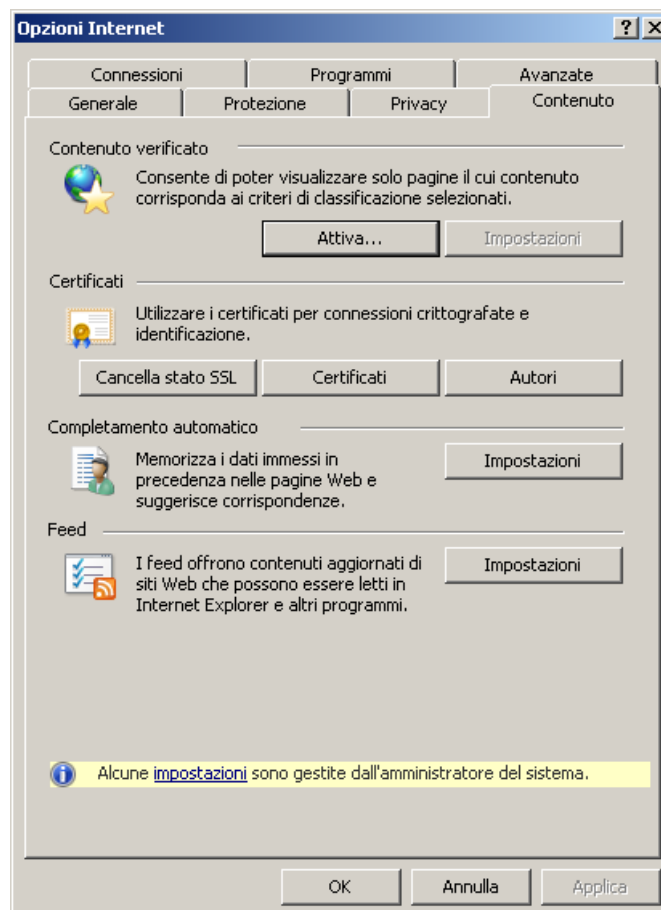 Opzioni Internet
Connessioni Programmi Avanzate
Generale Protezione Privacy Contenuto
Contenuto verificato
Consente di poter visualizzare solo pagine il cui contenuto
corrisponda ai criteri di classificazione selezionati.
Attiva... Impostazioni
Certificati
Utilizzare i certificati per connessioni crittografate e
identificazione.
Cancella stato SSL Certificati Autori
Completamento automatico
Memorizza i dati immessi in
precedenza nelle pagine Web e
suggerisce corrispondenze.
Impostazioni
Feed
I feed offrono contenuti aggiornati di
siti Web che possono essere letti in
Internet Explorer e altri programmi.
Impostazioni
Alcune impostazioni sono gestite dall'amministratore del sistema.
OK Annulla Applica